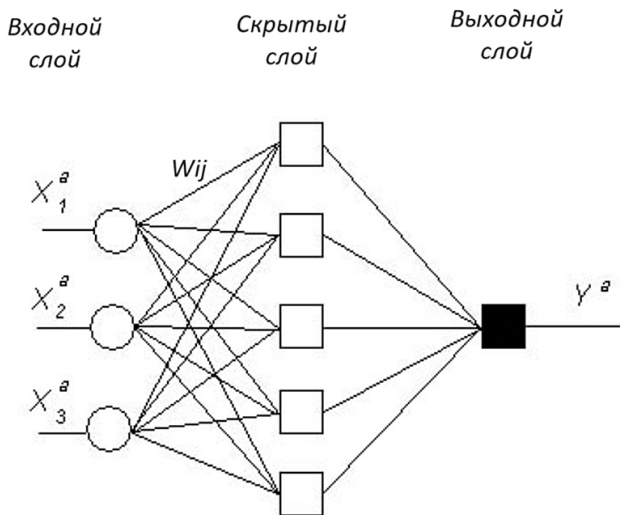 Входной
слой
Скрытый
слой
Выходной
слой
Wij
X₁ᵃ
X₂ᵃ
X₃ᵃ
Yᵃ